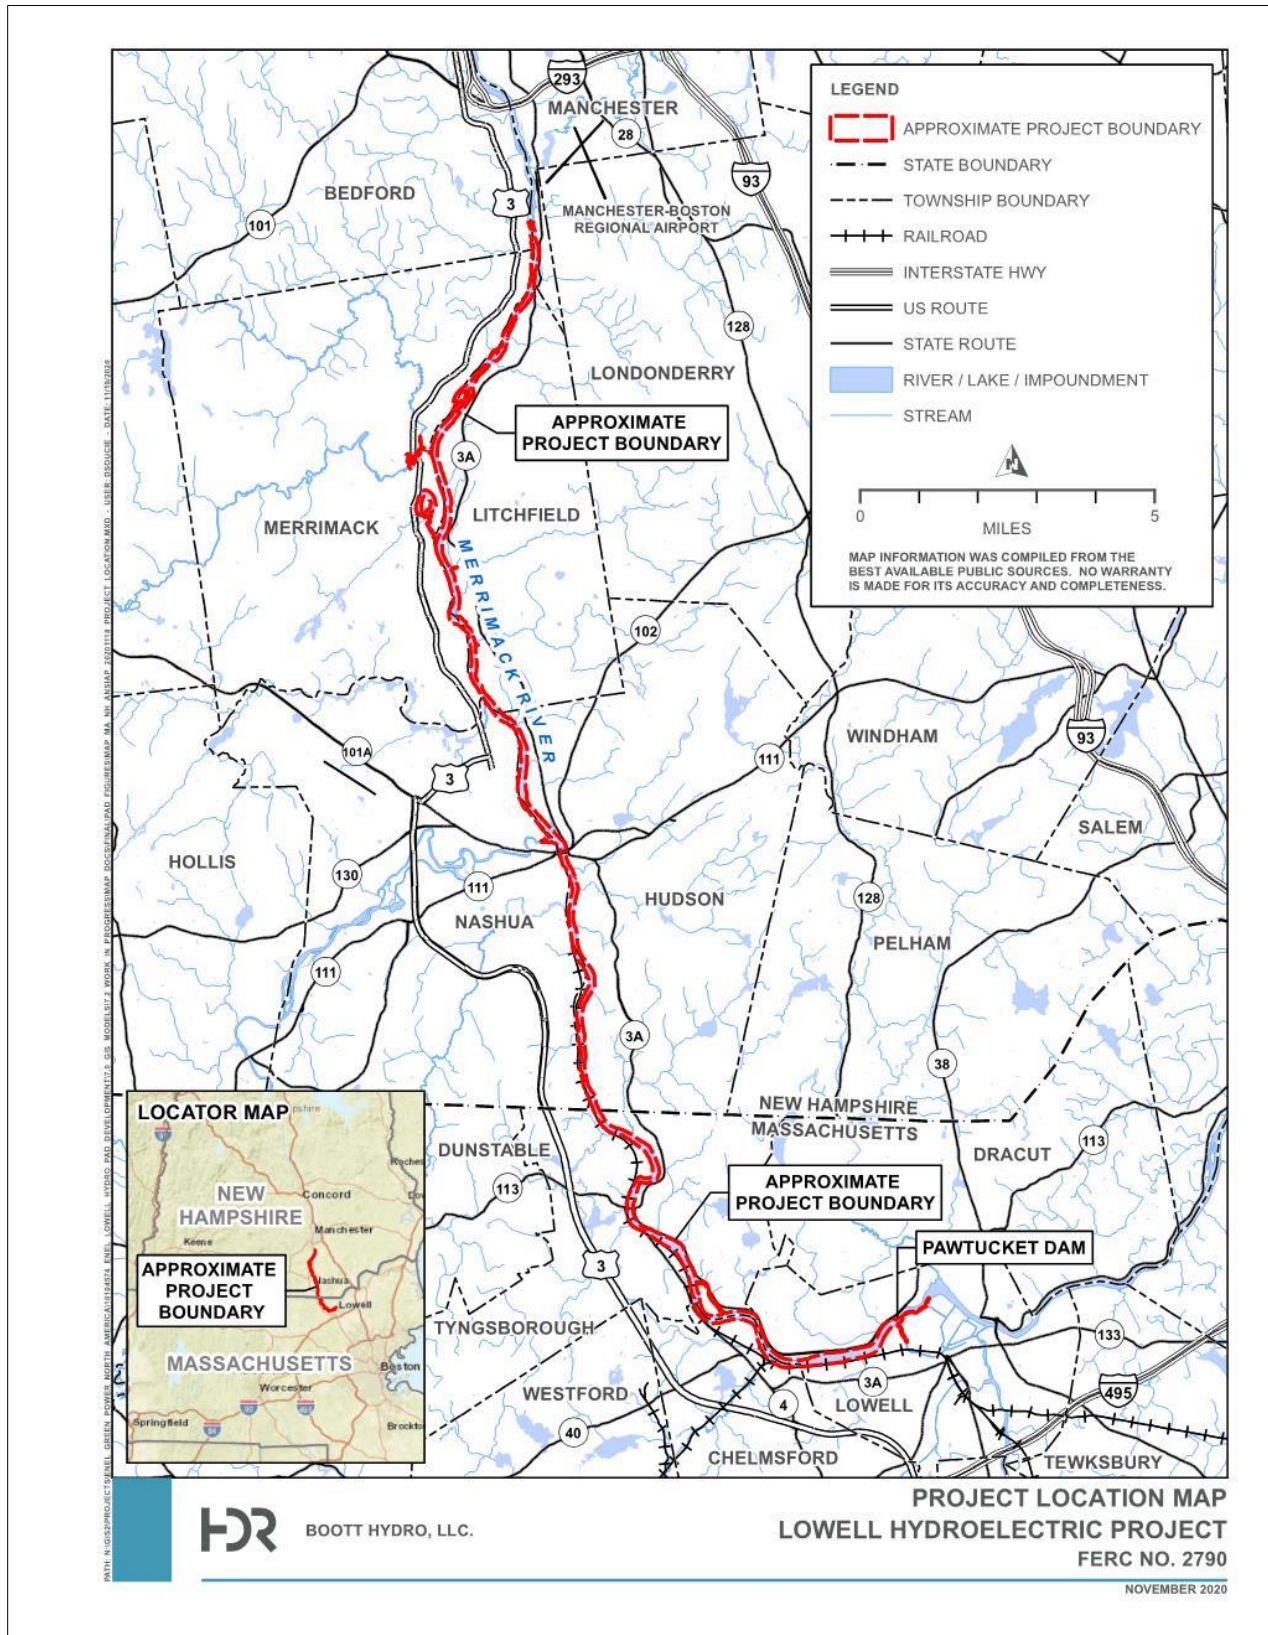 293
MANCHESTER
28
BEDFORD
3
93
101
MANCHESTER-BOSTON
REGIONAL AIRPORT
128
LONDONDERRY
APPROXIMATE
PROJECT BOUNDARY
3A
MERRIMACK
LITCHFIELD
MERRIMACK RIVER
102
101A
3
111
WINDHAM
93
SALEM
HOLLIS
130
111
NASHUA
HUDSON
128
PELHAM
111
3A
38
NEW HAMPSHIRE
MASSACHUSETTS
DUNSTABLE
113
DRACUT
113
APPROXIMATE
PROJECT BOUNDARY
PAWTUCKET DAM
3
TYNGSBOROUGH
133
WESTFORD
3A
495
4
LOWELL
40
CHELMSFORD
TEWKSBURY
LEGEND
APPROXIMATE PROJECT BOUNDARY
STATE BOUNDARY
TOWNSHIP BOUNDARY
RAILROAD
INTERSTATE HWY
US ROUTE
STATE ROUTE
RIVER / LAKE / IMPOUNDMENT
STREAM
N
0 5
MILES
MAP INFORMATION WAS COMPILED FROM THE
BEST AVAILABLE PUBLIC SOURCES. NO WARRANTY
IS MADE FOR ITS ACCURACY AND COMPLETENESS.
LOCATOR MAP
pshire
Roches
NEW
HAMPSHIRE
Concord
Manchester
Keene
APPROXIMATE
PROJECT
BOUNDARY
Nashua
Lowell
MASSACHUSETTS
Boston
Worcester
Springfield
Brockto
HDR
BOOTT HYDRO, LLC.
PROJECT LOCATION MAP
LOWELL HYDROELECTRIC PROJECT
FERC NO. 2790
NOVEMBER 2020